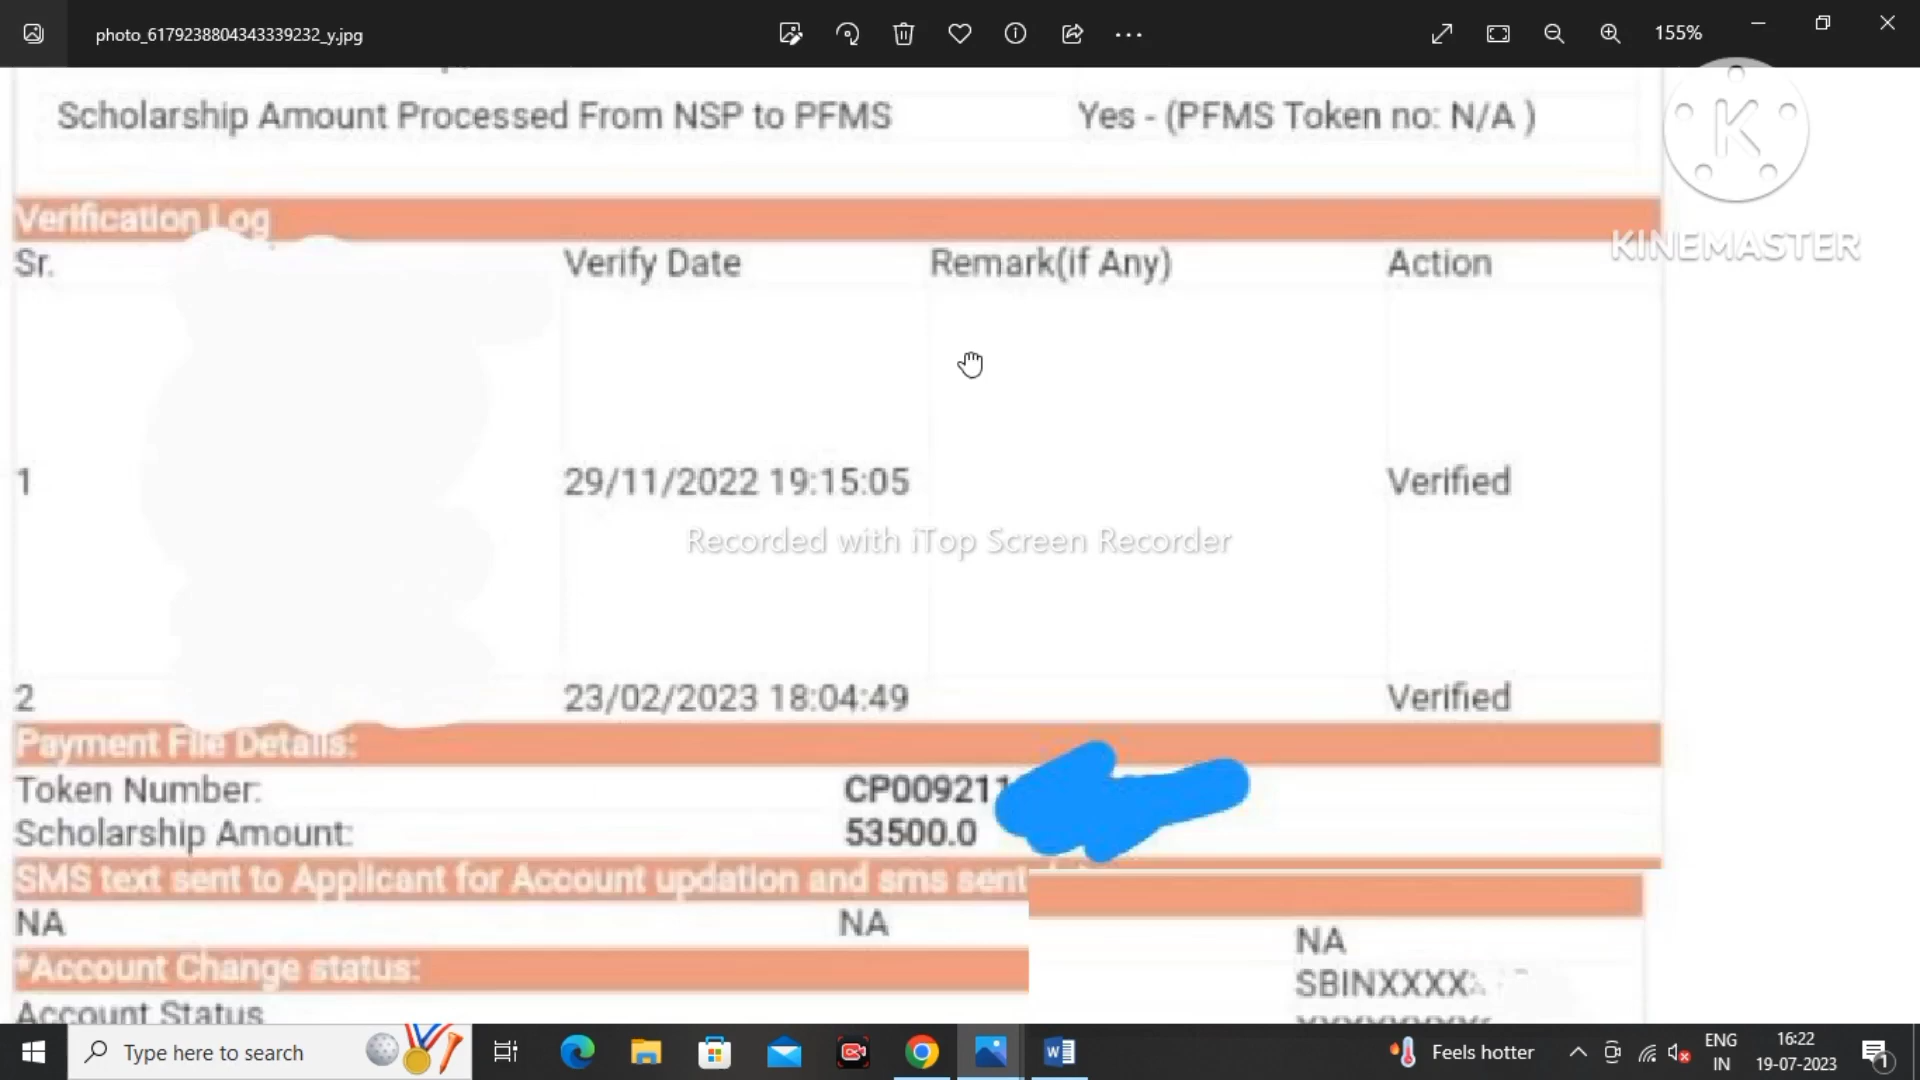 photo_6179238804343339232_y.jpg
155%
Scholarship Amount Processed From NSP to PFMS Yes - (PFMS Token no: N/A )
K
KINEMASTER
Verification Log
Sr. Verify Date Remark(if Any) Action
1 29/11/2022 19:15:05 Verified
Recorded with iTop Screen Recorder
2 23/02/2023 18:04:49 Verified
Payment File Details:
Token Number: CP009211
Scholarship Amount: 53500.0
SMS text sent to Applicant for Account updation and sms sent
NA NA
NA
*Account Change status:
SBINXXXX
Account Status
Type here to search
Feels hotter
ENG
IN
16:22
19-07-2023
1